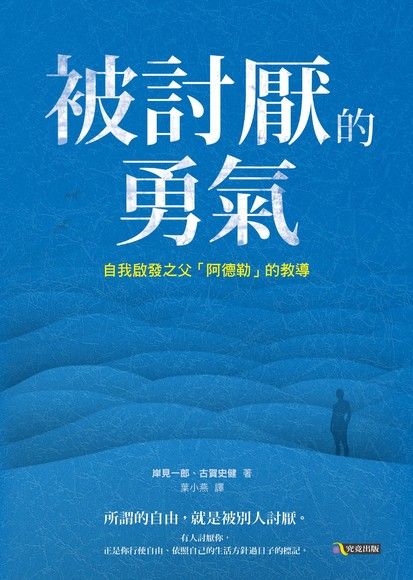 被討厭的
勇氣
自我啟發之父「阿德勒」的教導
岸見一郎、古賀史健 著
葉小燕 譯
所謂的自由，就是被別人討厭。
有人討厭你，
正是你行使自由、依照自己的生活方針過日子的標記。
究竟出版